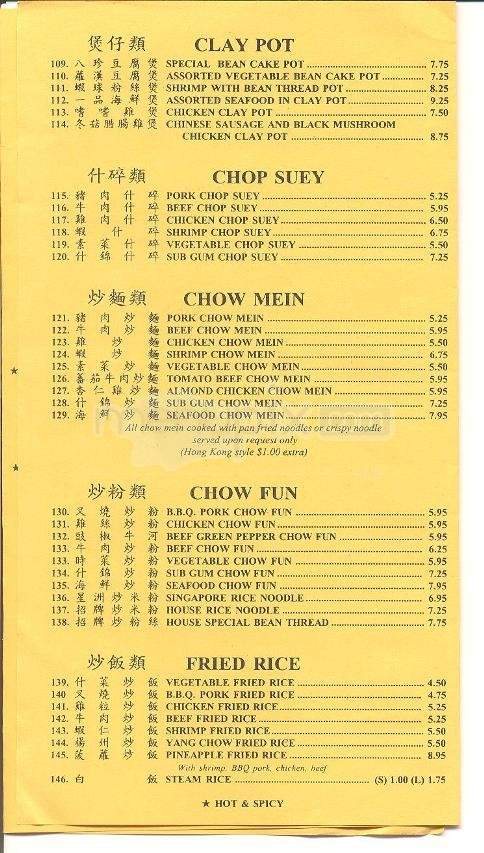 煲仔類 CLAY POT
109. 八珍豆腐煲 SPECIAL BEAN CAKE POT 7.75
110. 羅漢豆腐煲 ASSORTED VEGETABLE BEAN CAKE POT 7.25
111. 蝦球粉絲煲 SHRIMP WITH BEAN THREAD POT 8.25
112. 一品海鮮煲 ASSORTED SEAFOOD IN CLAY POT 9.25
113. 嗜嗜雞煲 CHICKEN CLAY POT 7.50
114. 冬菇腊腸雞煲 CHINESE SAUSAGE AND BLACK MUSHROOM
CHICKEN CLAY POT 8.75
什碎類 CHOP SUEY
115. 豬肉什碎 PORK CHOP SUEY 5.25
116. 牛肉什碎 BEEF CHOP SUEY 5.95
117. 雞肉什碎 CHICKEN CHOP SUEY 6.50
118. 蝦什碎 SHRIMP CHOP SUEY 6.75
119. 素菜什碎 VEGETABLE CHOP SUEY 5.50
120. 什錦什碎 SUB GUM CHOP SUEY 7.25
炒麵類 CHOW MEIN
121. 豬肉炒麵 PORK CHOW MEIN 5.25
122. 牛肉炒麵 BEEF CHOW MEIN 5.95
123. 雞炒麵 CHICKEN CHOW MEIN 5.50
124. 蝦炒麵 SHRIMP CHOW MEIN 6.75
125. 素菜炒麵 VEGETABLE CHOW MEIN 5.50
126. 蕃茄牛肉炒麵 TOMATO BEEF CHOW MEIN 5.95
127. 杏仁雞炒麵 ALMOND CHICKEN CHOW MEIN 5.95
128. 什錦炒麵 SUB GUM CHOW MEIN 7.25
129. 海鮮炒麵 SEAFOOD CHOW MEIN 7.95
All chow mein cooked with pan fried noodles or crispy noodle
served upon request only
(Hong Kong style $1.00 extra)
炒粉類 CHOW FUN
130. 叉燒炒粉 B.B.Q. PORK CHOW FUN 5.95
131. 雞絲炒粉 CHICKEN CHOW FUN 5.95
132. 豉椒牛河 BEEF GREEN PEPPER CHOW FUN 5.95
133. 牛肉炒粉 BEEF CHOW FUN 6.25
133. 時菜炒粉 VEGETABLE CHOW FUN 5.95
134. 什錦炒粉 SUB GUM CHOW FUN 7.25
135. 海鮮炒粉 SEAFOOD CHOW FUN 7.95
136. 星洲炒米粉 SINGAPORE RICE NOODLE 6.95
137. 招牌炒米粉 HOUSE RICE NOODLE 7.25
138. 招牌炒粉絲 HOUSE SPECIAL BEAN THREAD 7.75
炒飯類 FRIED RICE
139. 什菜炒飯 VEGETABLE FRIED RICE 4.50
140 叉燒炒飯 B.B.Q. PORK FRIED RICE 4.75
141. 雞粒炒飯 CHICKEN FRIED RICE 5.25
142. 牛肉炒飯 BEEF FRIED RICE 5.25
143. 蝦仁炒飯 SHRIMP FRIED RICE 5.50
144. 楊州炒飯 YANG CHOW FRIED RICE 5.50
145. 菠蘿炒飯 PINEAPPLE FRIED RICE 8.95
With shrimp, BBQ pork, chicken, beef
146. 白飯 STEAM RICE (S) 1.00 (L) 1.75
★ HOT & SPICY